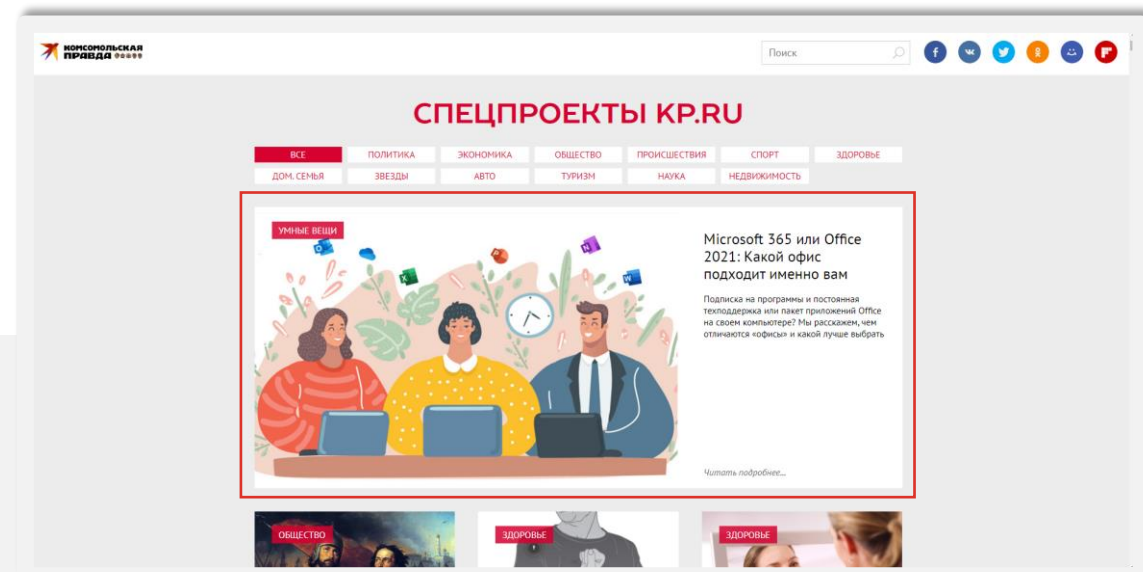 КОМСОМОЛЬСКАЯ
ПРАВДА
Поиск
СПЕЦПРОЕКТЫ KP.RU
ВСЕ ПОЛИТИКА ЭКОНОМИКА ОБЩЕСТВО ПРОИСШЕСТВИЯ СПОРТ ЗДОРОВЬЕ
ДОМ. СЕМЬЯ ЗВЕЗДЫ АВТО ТУРИЗМ НАУКА НЕДВИЖИМОСТЬ
УМНЫЕ ВЕЩИ
Microsoft 365 или Office
2021: Какой офис
подходит именно вам
Подписка на программы и постоянная
техподдержка или пакет приложений Office
на своем компьютере? Мы расскажем, чем
отличаются «офисы» и какой лучше выбрать
Читать подробнее...
ОБЩЕСТВО
ЗДОРОВЬЕ
ЗДОРОВЬЕ